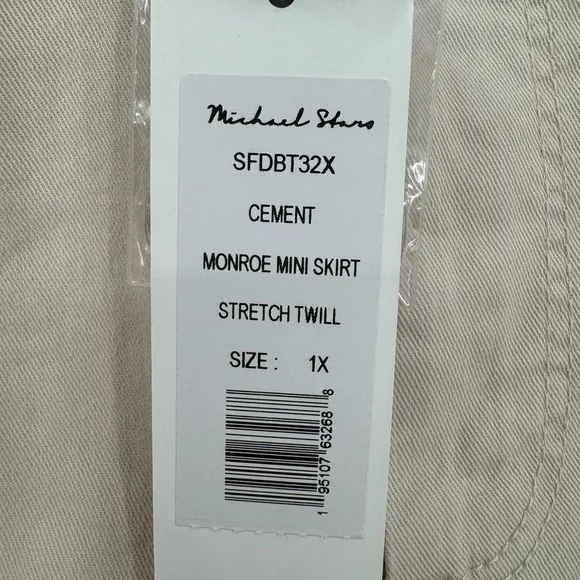 Michael Stars
SFDBT32X
CEMENT
MONROE MINI SKIRT
STRETCH TWILL
SIZE : 1X
1 95107 63268 8